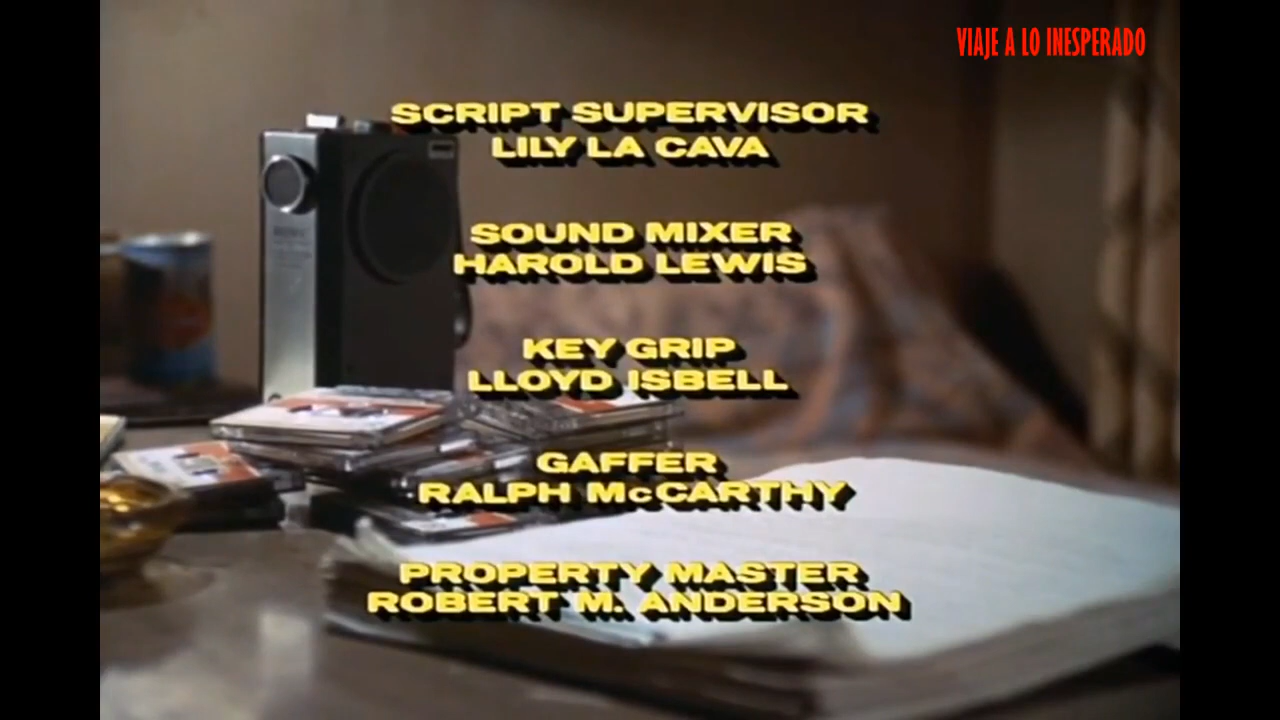 VIAJE A LO INESPERADO
SCRIPT SUPERVISOR
LILY LA CAVA
SOUND MIXER
HAROLD LEWIS
KEY GRIP
LLOYD ISBELL
GAFFER
RALPH McCARTHY
PROPERTY MASTER
ROBERT M. ANDERSON